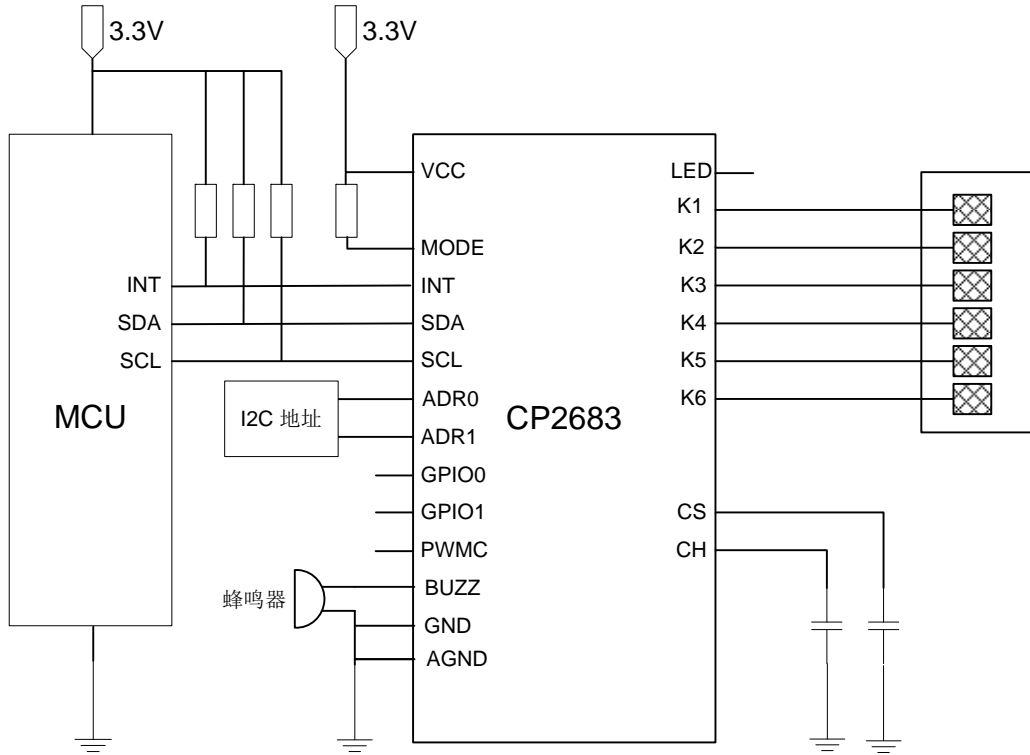 3.3V
3.3V
VCC
MODE
INT
SDA
SCL
ADR0
ADR1
GPIO0
GPIO1
PWMC
BUZZ
GND
AGND
LED
K1
K2
K3
K4
K5
K6
CS
CH
INT
SDA
SCL
MCU
I2C 地址
CP2683
蜂鸣器